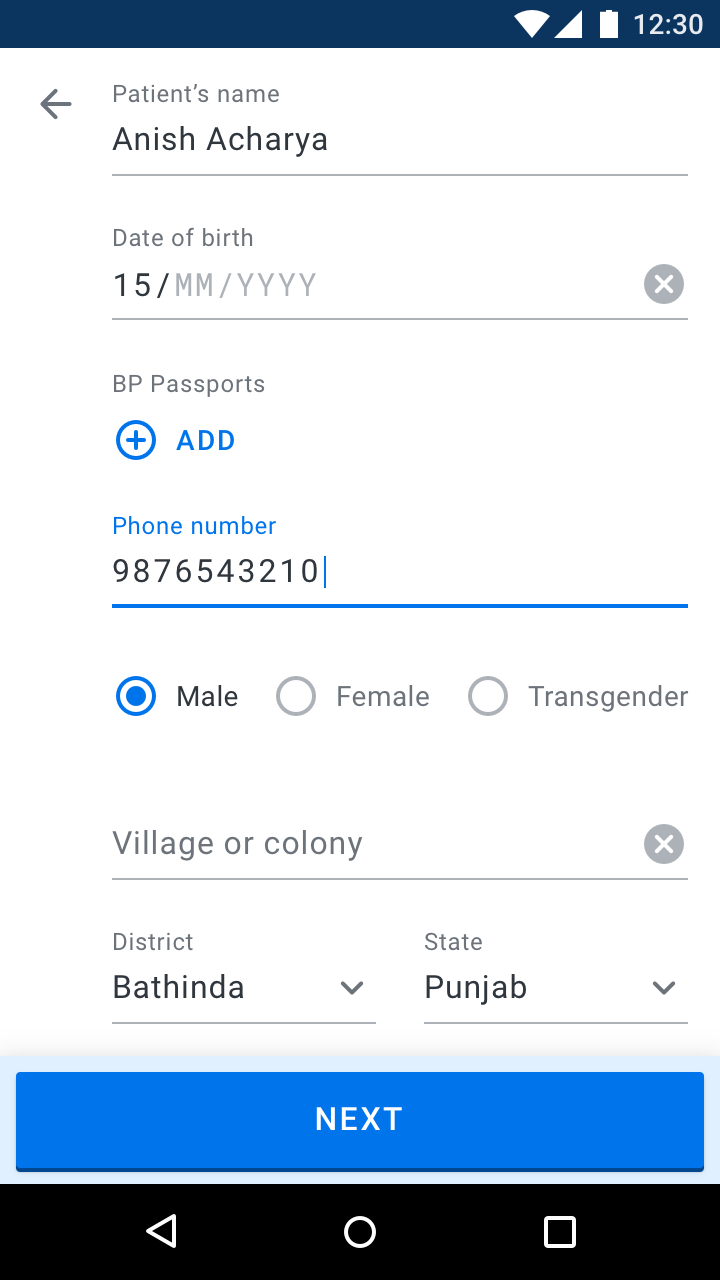 12:30
Patient’s name
Anish Acharya
Date of birth
15/MM/YYYY
BP Passports
ADD
Phone number
9876543210
Male Female Transgender
Village or colony
District State
Bathinda Punjab
NEXT